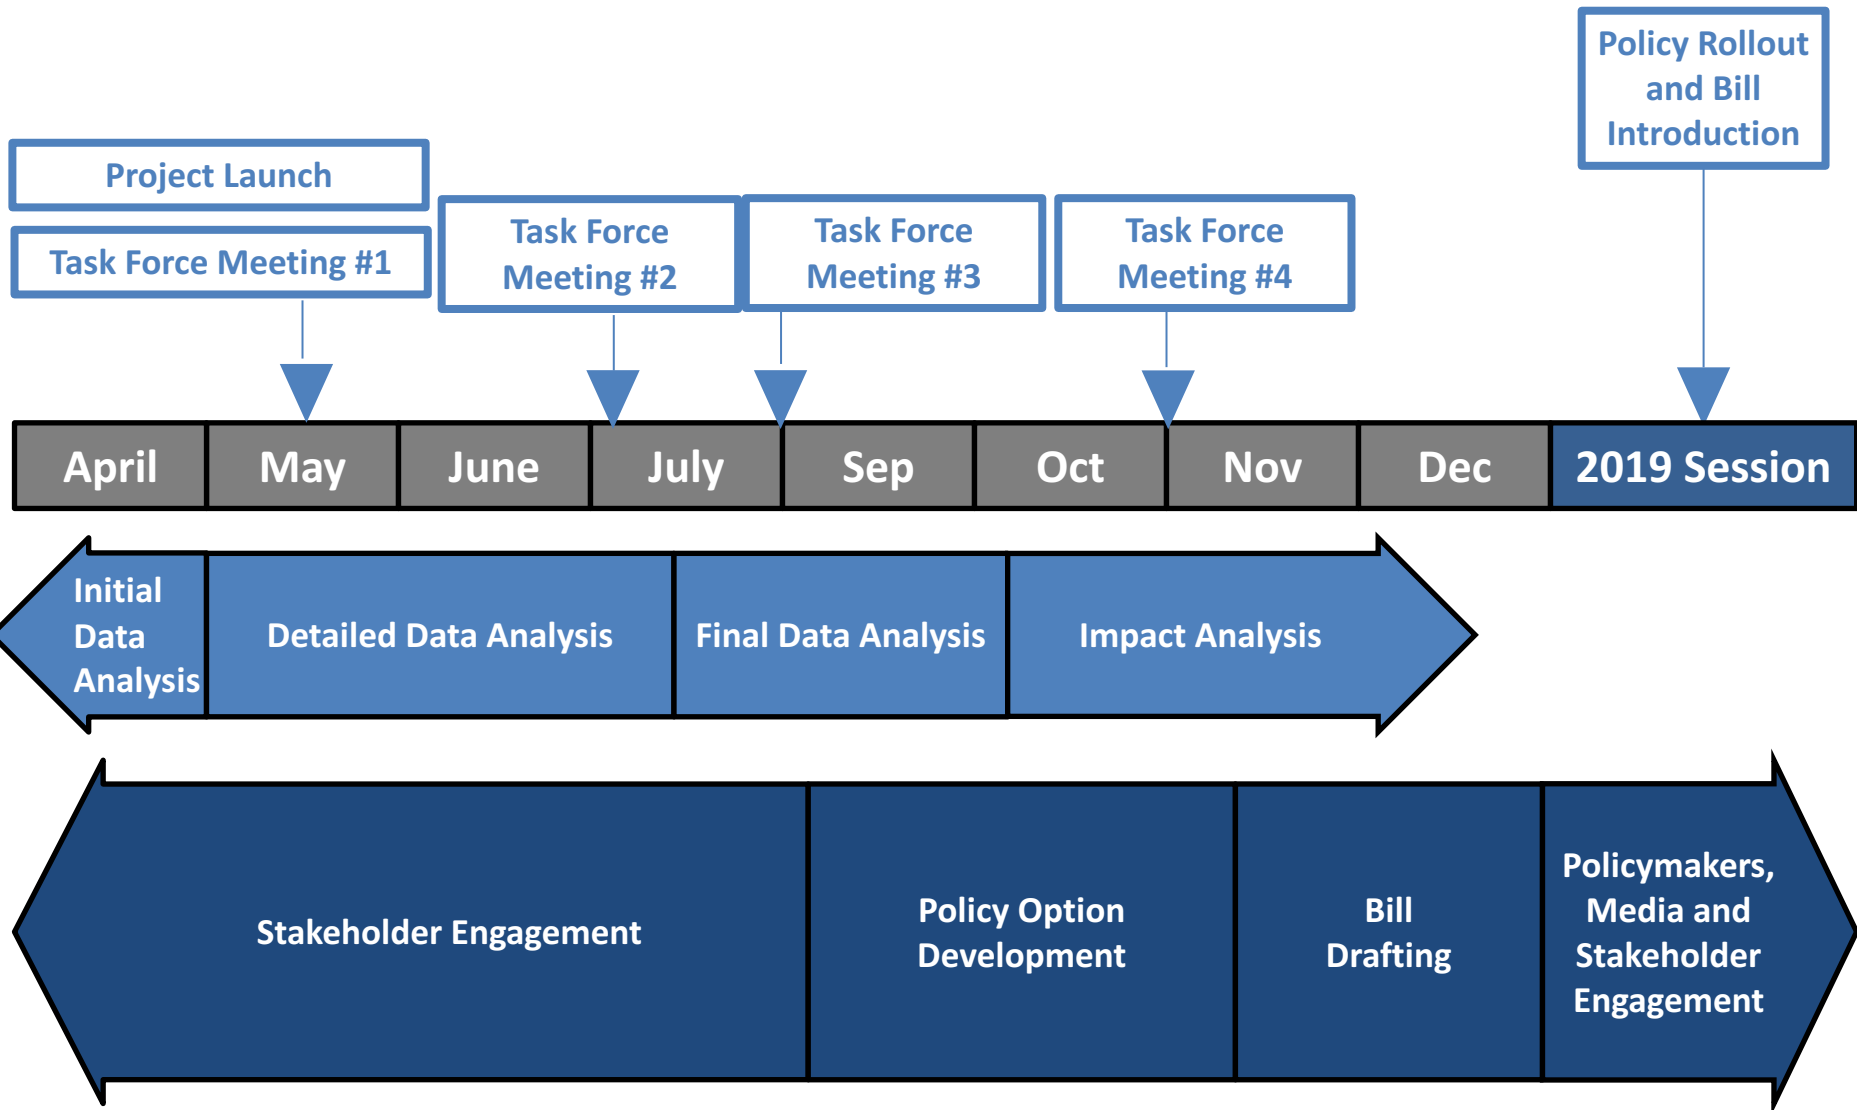 Policy Rollout
and Bill
Introduction
Project Launch
Task Force Meeting #1
Task Force
Meeting #2
Task Force
Meeting #3
Task Force
Meeting #4
April
May
June
July
Sep
Oct
Nov
Dec
2019 Session
Initial
Data
Analysis
Detailed Data Analysis
Final Data Analysis
Impact Analysis
Stakeholder Engagement
Policy Option
Development
Bill
Drafting
Policymakers,
Media and
Stakeholder
Engagement